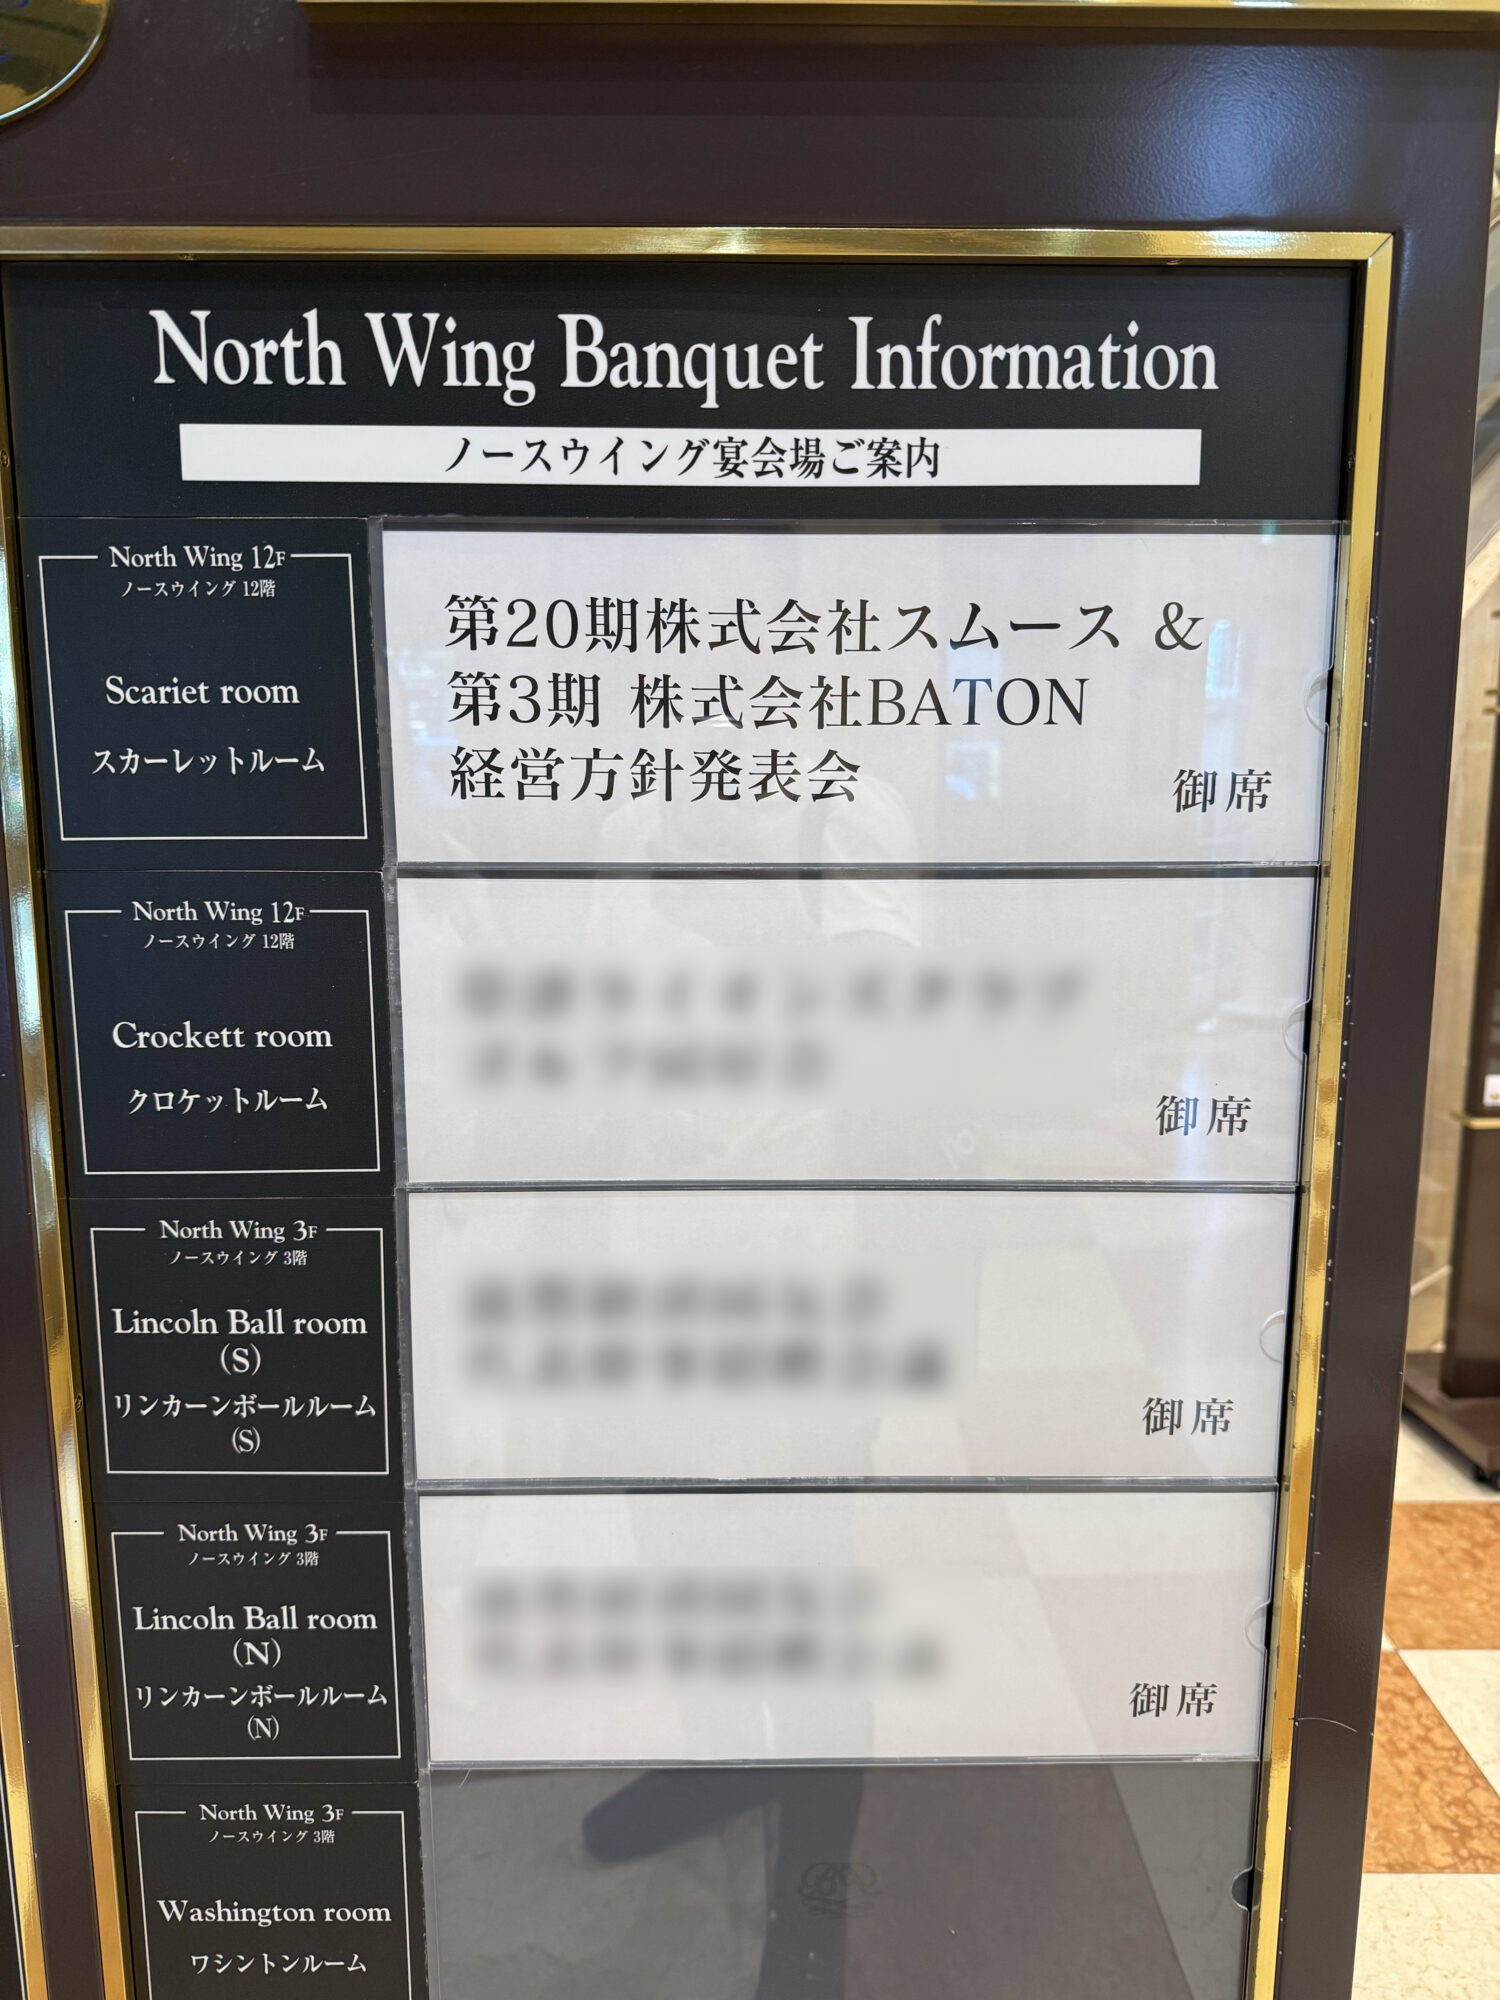 North Wing Banquet Information
ノースウイング宴会場ご案内
North Wing 12F
ノースウイング 12階
Scariet room
スカーレットルーム
第20期株式会社スムース &
第3期 株式会社BATON
経営方針発表会
御席
North Wing 12F
ノースウイング 12階
Crockett room
クロケットルーム
御席
North Wing 3F
ノースウイング 3階
Lincoln Ball room
(S)
リンカーンボールルーム
(S)
御席
North Wing 3F
ノースウイング 3階
Lincoln Ball room
(N)
リンカーンボールルーム
(N)
御席
North Wing 3F
ノースウイング 3階
Washington room
ワシントンルーム